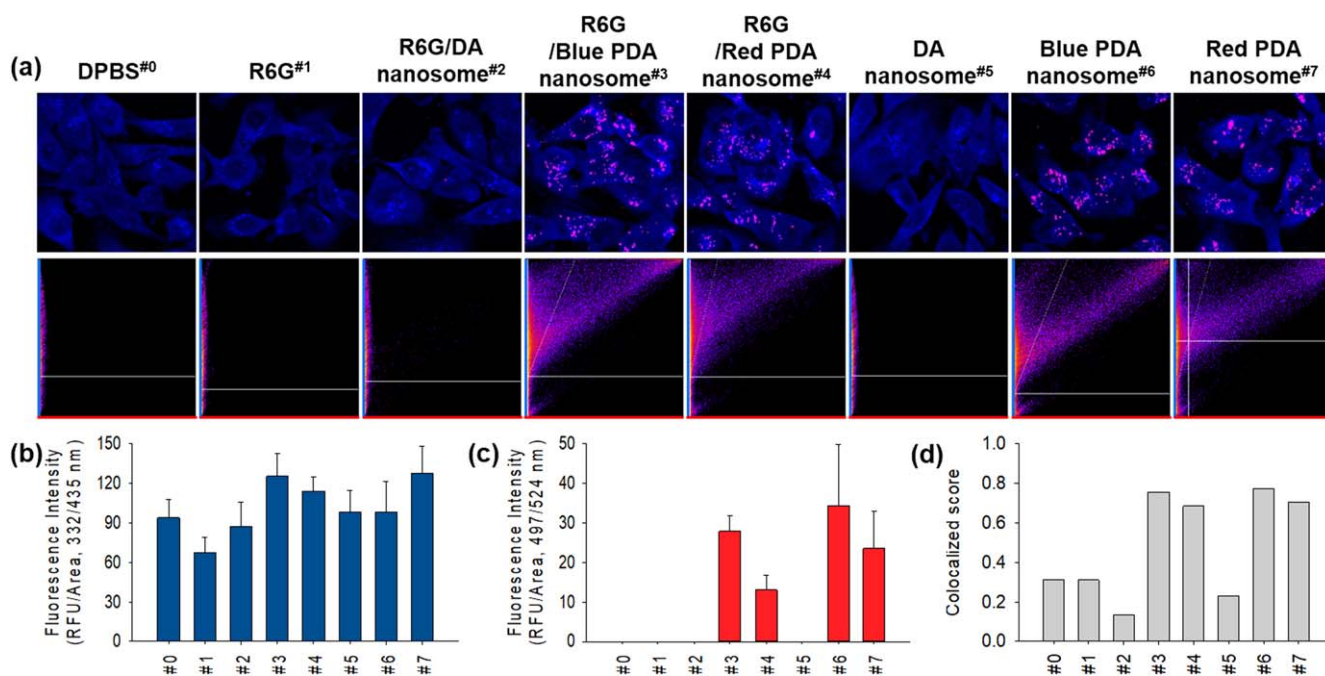 (a)
DPBS#0
R6G#1
R6G/DA
nanosome#2
R6G
/Blue PDA
nanosome#3
R6G
/Red PDA
nanosome#4
DA
nanosome#5
Blue PDA
nanosome#6
Red PDA
nanosome#7
(b)
Fluorescence Intensity
(RFU/Area, 332/435 nm)
150
120
90
60
30
0
#0 #1 #2 #3 #4 #5 #6 #7
(c)
Fluorescence Intensity
(RFU/Area, 497/524 nm)
50
40
30
20
10
0
#0 #1 #2 #3 #4 #5 #6 #7
(d)
Colocalized score
1.0
0.8
0.6
0.4
0.2
0.0
#0 #1 #2 #3 #4 #5 #6 #7